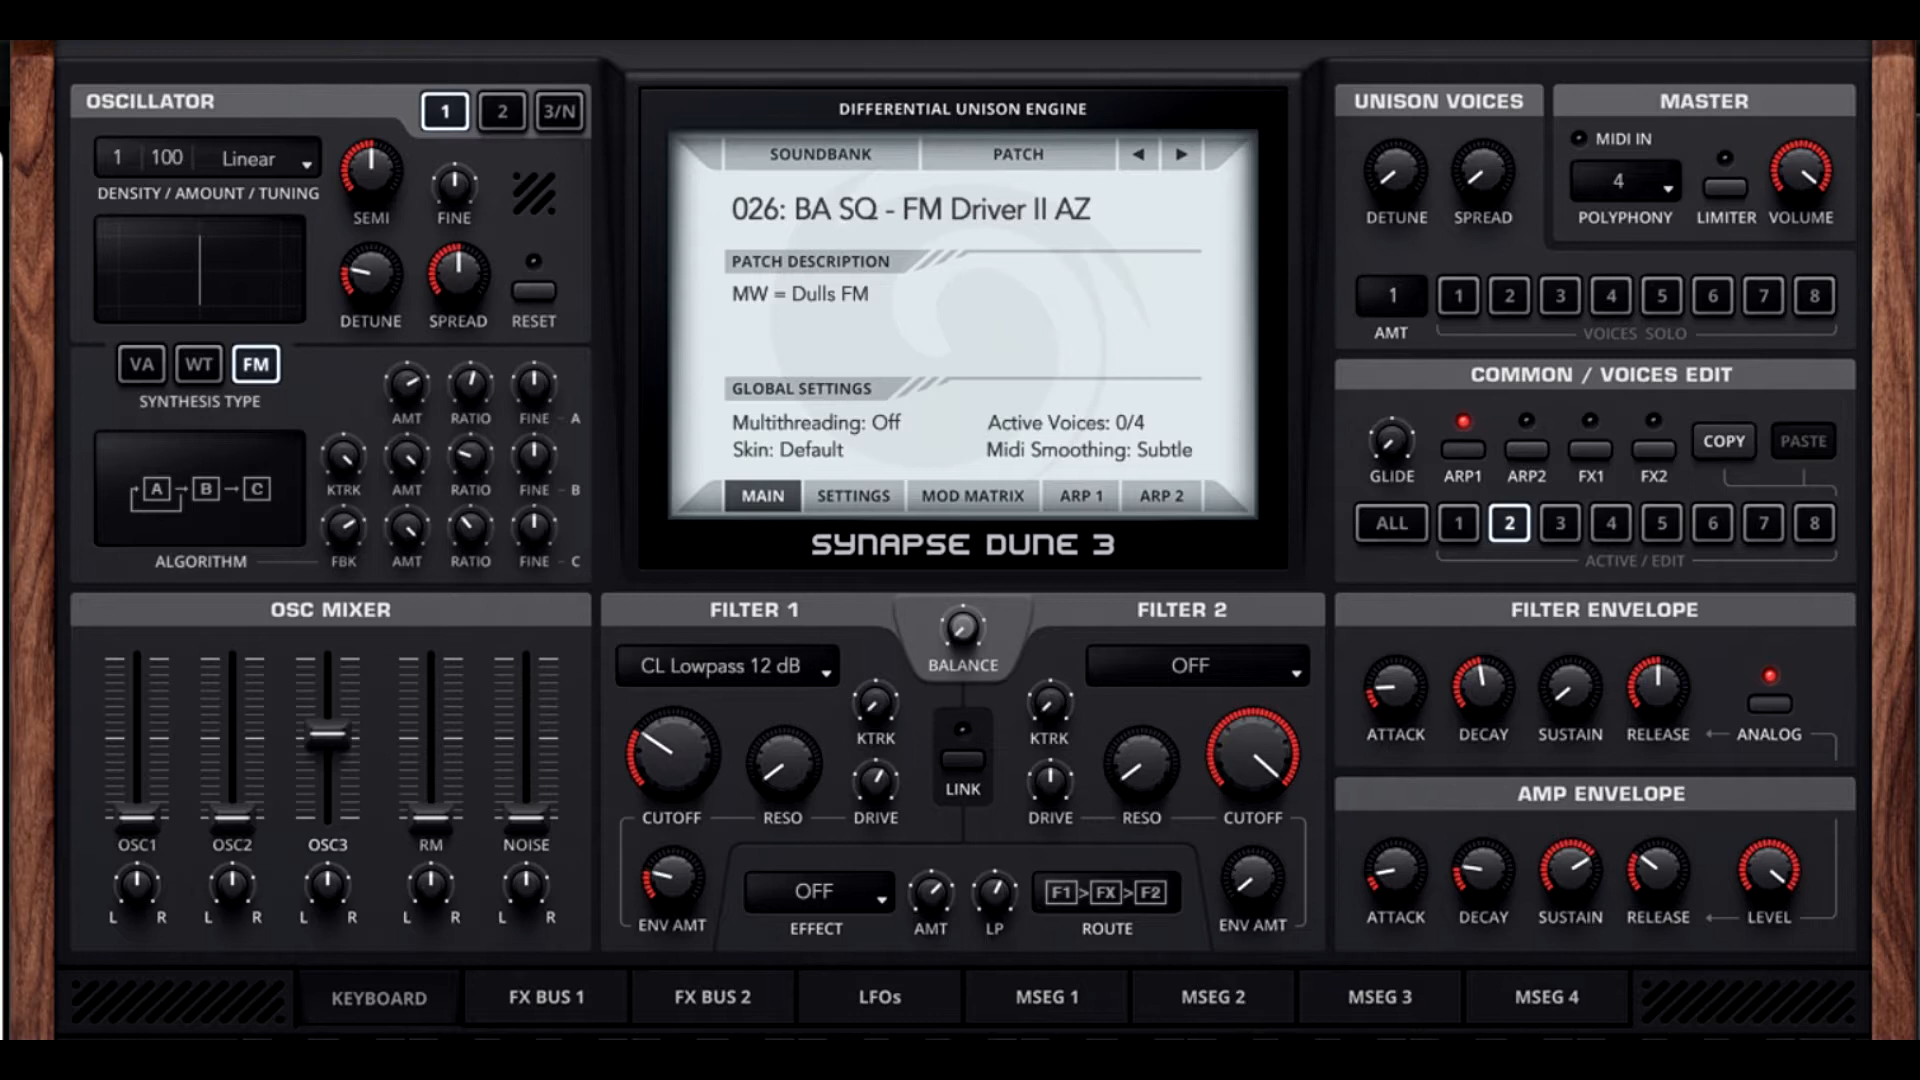 OSCILLATOR
1 2 3/N
1 100 Linear
DENSITY / AMOUNT / TUNING
SEMI FINE
DETUNE SPREAD RESET
VA WT FM
SYNTHESIS TYPE
AMT RATIO FINE A
KTRK AMT RATIO FINE B
A B C
FBK AMT RATIO FINE C
ALGORITHM
DIFFERENTIAL UNISON ENGINE
SOUNDBANK PATCH
026: BA SQ - FM Driver II AZ
PATCH DESCRIPTION
MW = Dulls FM
GLOBAL SETTINGS
Multithreading: Off Active Voices: 0/4
Skin: Default Midi Smoothing: Subtle
MAIN SETTINGS MOD MATRIX ARP 1 ARP 2
SYNAPSE DUNE 3
UNISON VOICES
DETUNE SPREAD
MASTER
MIDI IN
4
POLYPHONY LIMITER VOLUME
1 1 2 3 4 5 6 7 8
AMT VOICES SOLO
COMMON / VOICES EDIT
COPY PASTE
GLIDE ARP1 ARP2 FX1 FX2
ALL 1 2 3 4 5 6 7 8
ACTIVE / EDIT
OSC MIXER
OSC1 OSC2 OSC3 RM NOISE
L R L R L R L R L R
FILTER 1 FILTER 2
CL Lowpass 12 dB BALANCE OFF
KTRK KTRK
LINK
CUTOFF RESO DRIVE DRIVE RESO CUTOFF
OFF F1 > FX > F2
ENV AMT EFFECT AMT LP ROUTE ENV AMT
FILTER ENVELOPE
ATTACK DECAY SUSTAIN RELEASE ANALOG
AMP ENVELOPE
ATTACK DECAY SUSTAIN RELEASE LEVEL
KEYBOARD FX BUS 1 FX BUS 2 LFOs MSEG 1 MSEG 2 MSEG 3 MSEG 4